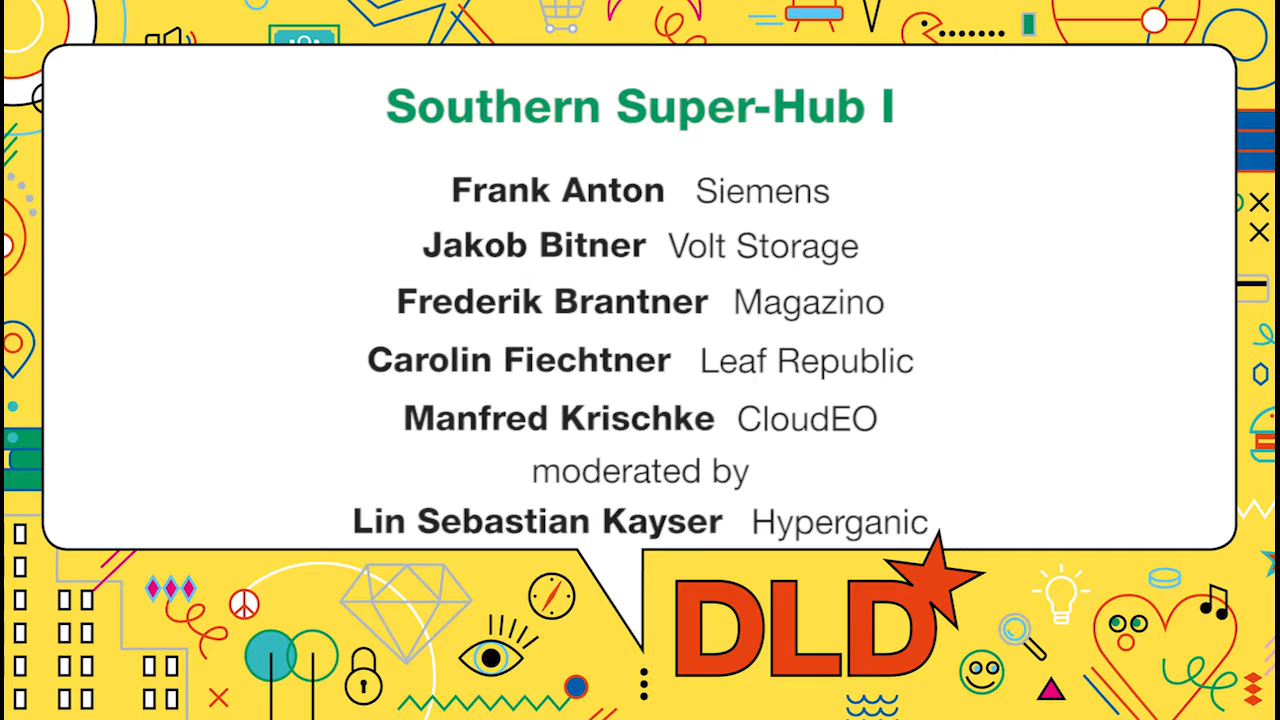 Southern Super-Hub I
Frank Anton Siemens
Jakob Bitner Volt Storage
Frederik Brantner Magazino
Carolin Fiechtner Leaf Republic
Manfred Krischke CloudEO
moderated by
Lin Sebastian Kayser Hyperganic
DLD